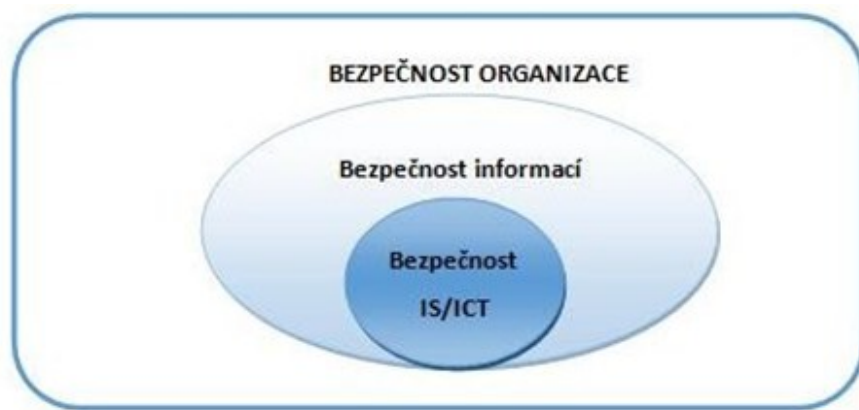 BEZPEČNOST ORGANIZACE
Bezpečnost informací
Bezpečnost
IS/ICT